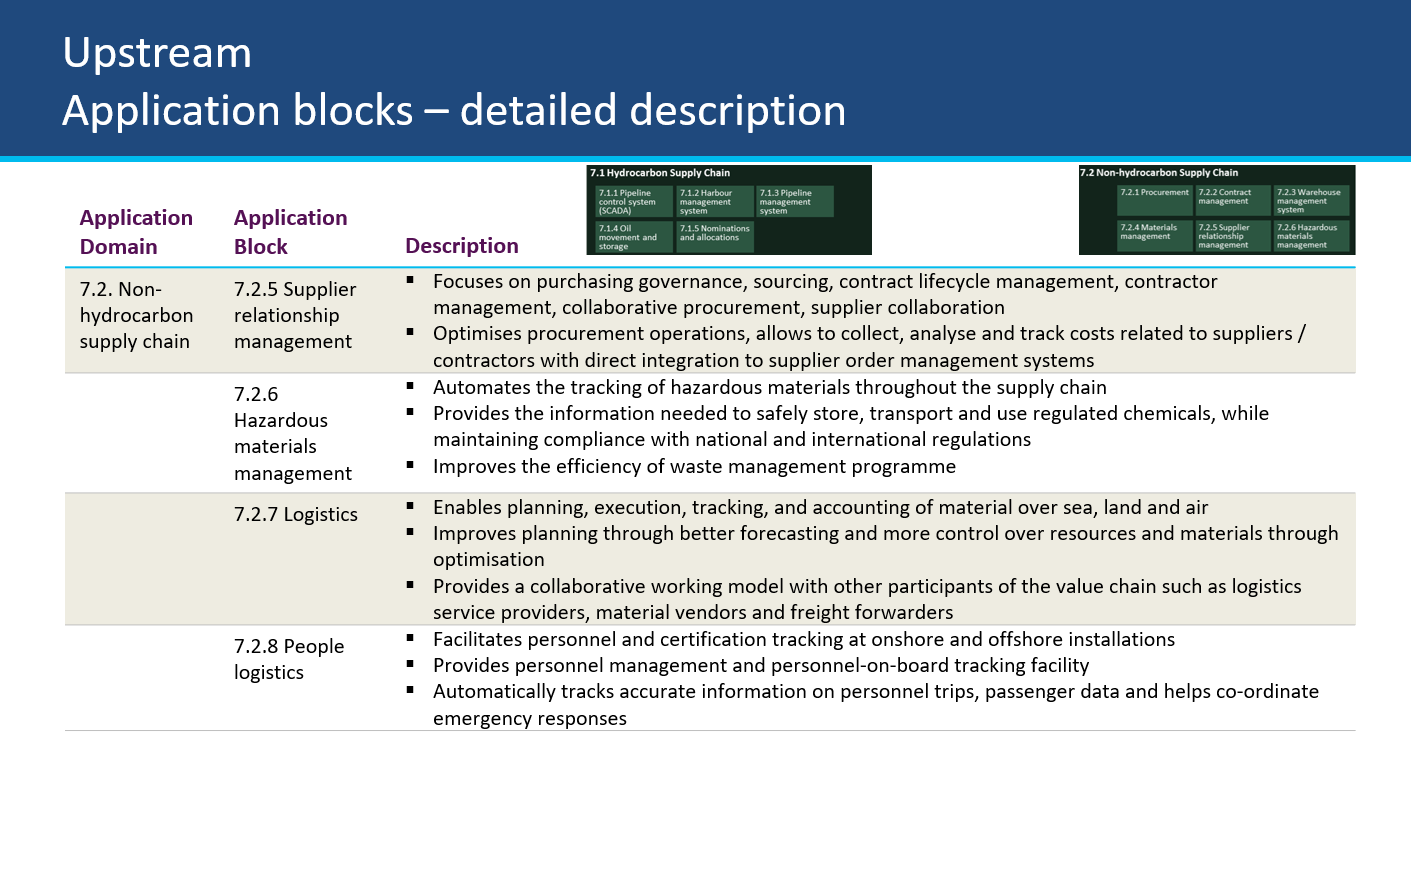 Upstream
Application blocks – detailed description
7.1 Hydrocarbon Supply Chain
7.1.1 Pipeline
control system
(SCADA)
7.1.2 Harbour
management
system
7.1.3 Pipeline
management
system
7.1.4 Oil
movement and
storage
7.1.5 Nominations
and allocations
7.2 Non-hydrocarbon Supply Chain
7.2.1 Procurement
7.2.2 Contract
management
7.2.3 Warehouse
management
system
7.2.4 Materials
management
7.2.5 Supplier
relationship
management
7.2.6 Hazardous
materials
management
Application
Domain
Application
Block
Description
7.2. Non-
hydrocarbon
supply chain
7.2.5 Supplier
relationship
management
▪ Focuses on purchasing governance, sourcing, contract lifecycle management, contractor
management, collaborative procurement, supplier collaboration
▪ Optimises procurement operations, allows to collect, analyse and track costs related to suppliers /
contractors with direct integration to supplier order management systems
7.2.6
Hazardous
materials
management
▪ Automates the tracking of hazardous materials throughout the supply chain
▪ Provides the information needed to safely store, transport and use regulated chemicals, while
maintaining compliance with national and international regulations
▪ Improves the efficiency of waste management programme
7.2.7 Logistics
▪ Enables planning, execution, tracking, and accounting of material over sea, land and air
▪ Improves planning through better forecasting and more control over resources and materials through
optimisation
▪ Provides a collaborative working model with other participants of the value chain such as logistics
service providers, material vendors and freight forwarders
7.2.8 People
logistics
▪ Facilitates personnel and certification tracking at onshore and offshore installations
▪ Provides personnel management and personnel-on-board tracking facility
▪ Automatically tracks accurate information on personnel trips, passenger data and helps co-ordinate
emergency responses